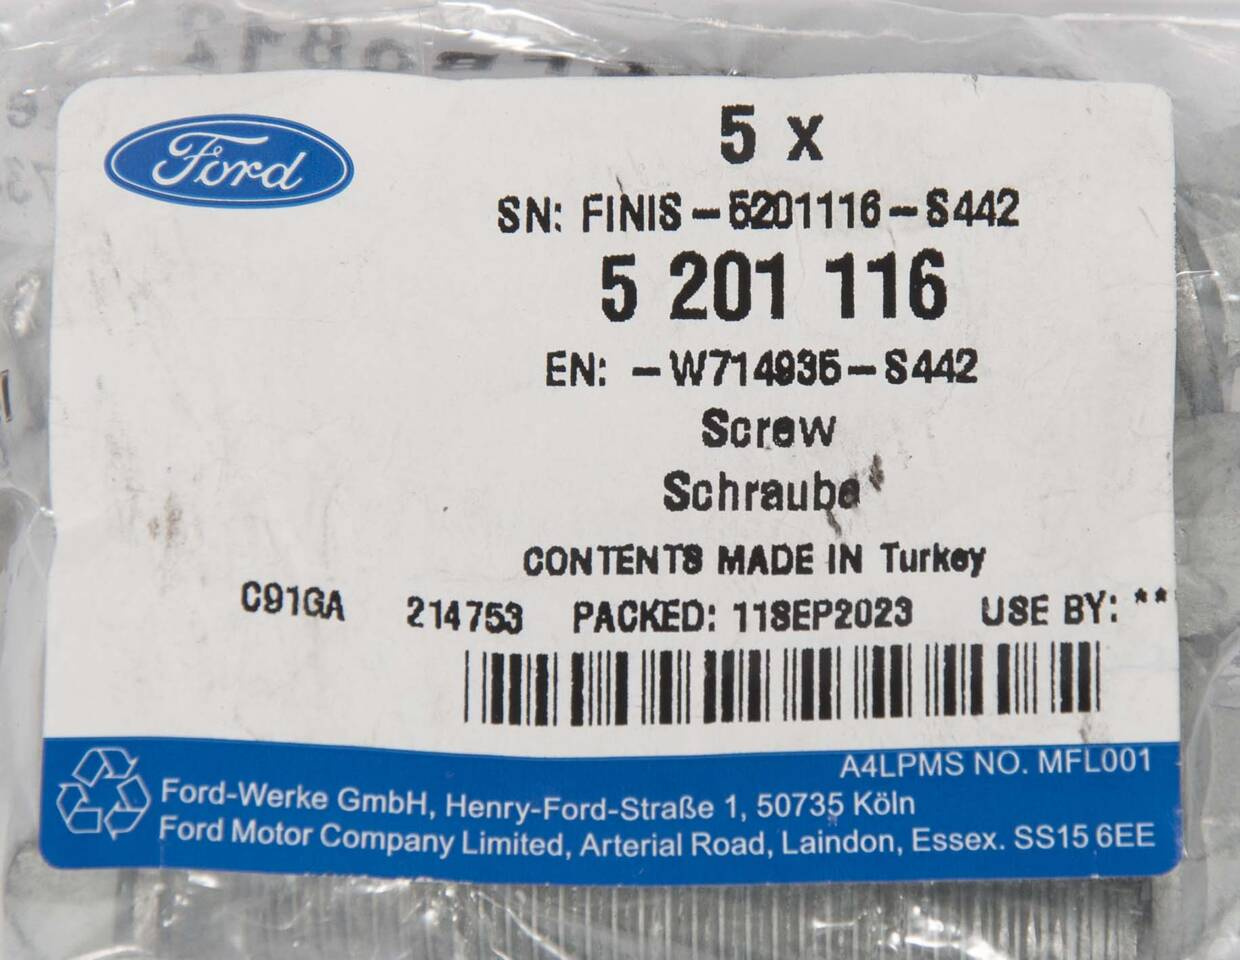 Ford
5 x
SN: FINIS-5201116-S442
5 201 116
EN: -W714935-S442
Screw
Schraube
CONTENTS MADE IN Turkey
C91GA 214753 PACKED: 11SEP2023 USE BY: **
A4LPMS NO. MFL001
Ford-Werke GmbH, Henry-Ford-Straße 1, 50735 Köln
Ford Motor Company Limited, Arterial Road, Laindon, Essex. SS15 6EE